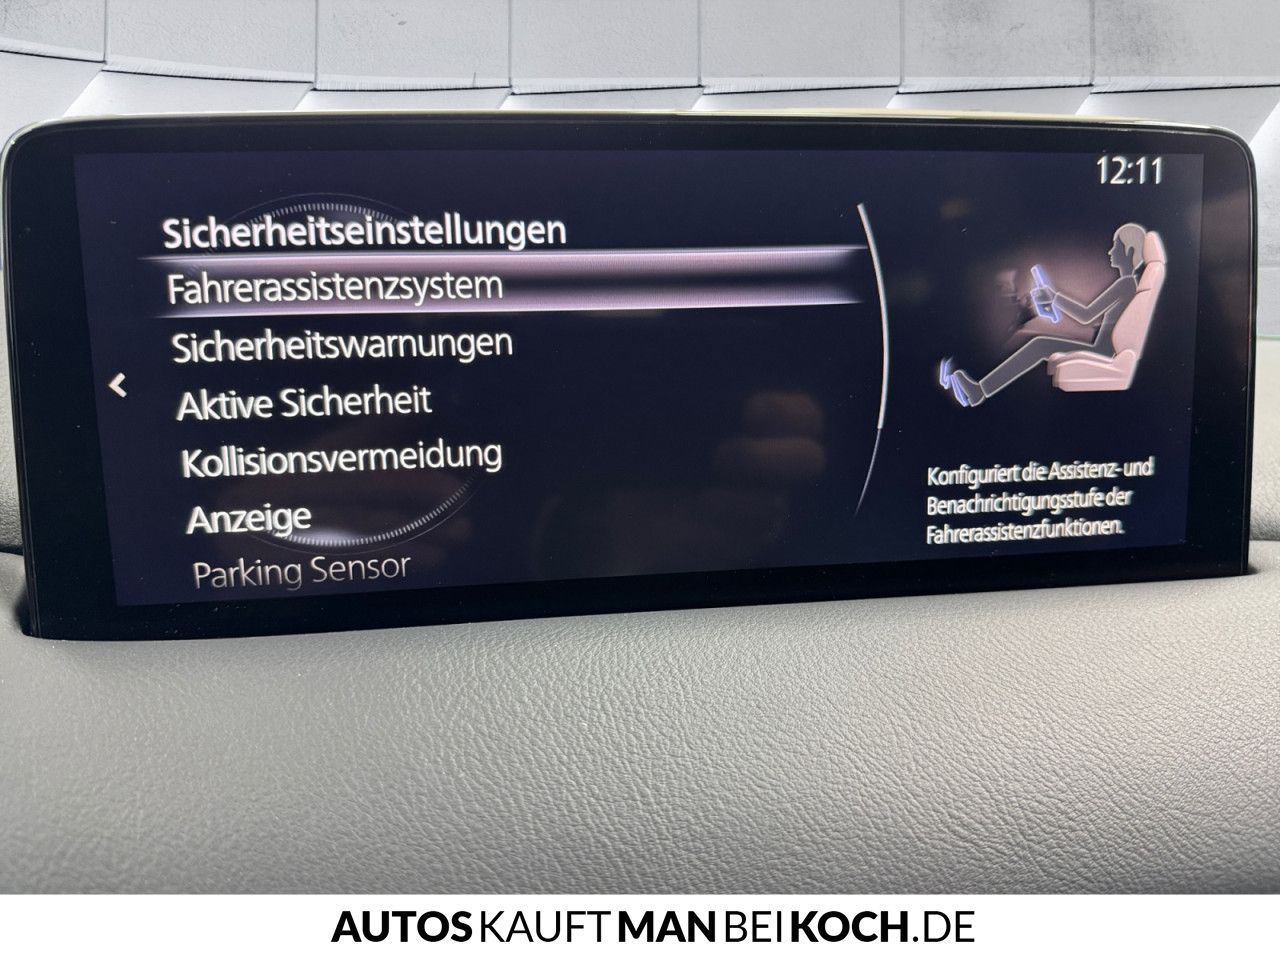 12:11
Sicherheitseinstellungen
Fahrerassistenzsystem
Sicherheitswarnungen
Aktive Sicherheit
Kollisionsvermeidung
Anzeige
Parking Sensor
Konfiguriert die Assistenz- und
Benachrichtigungsstufe der
Fahrerassistenzfunktionen.
AUTOSKAUFTMANBEIKOCH.DE